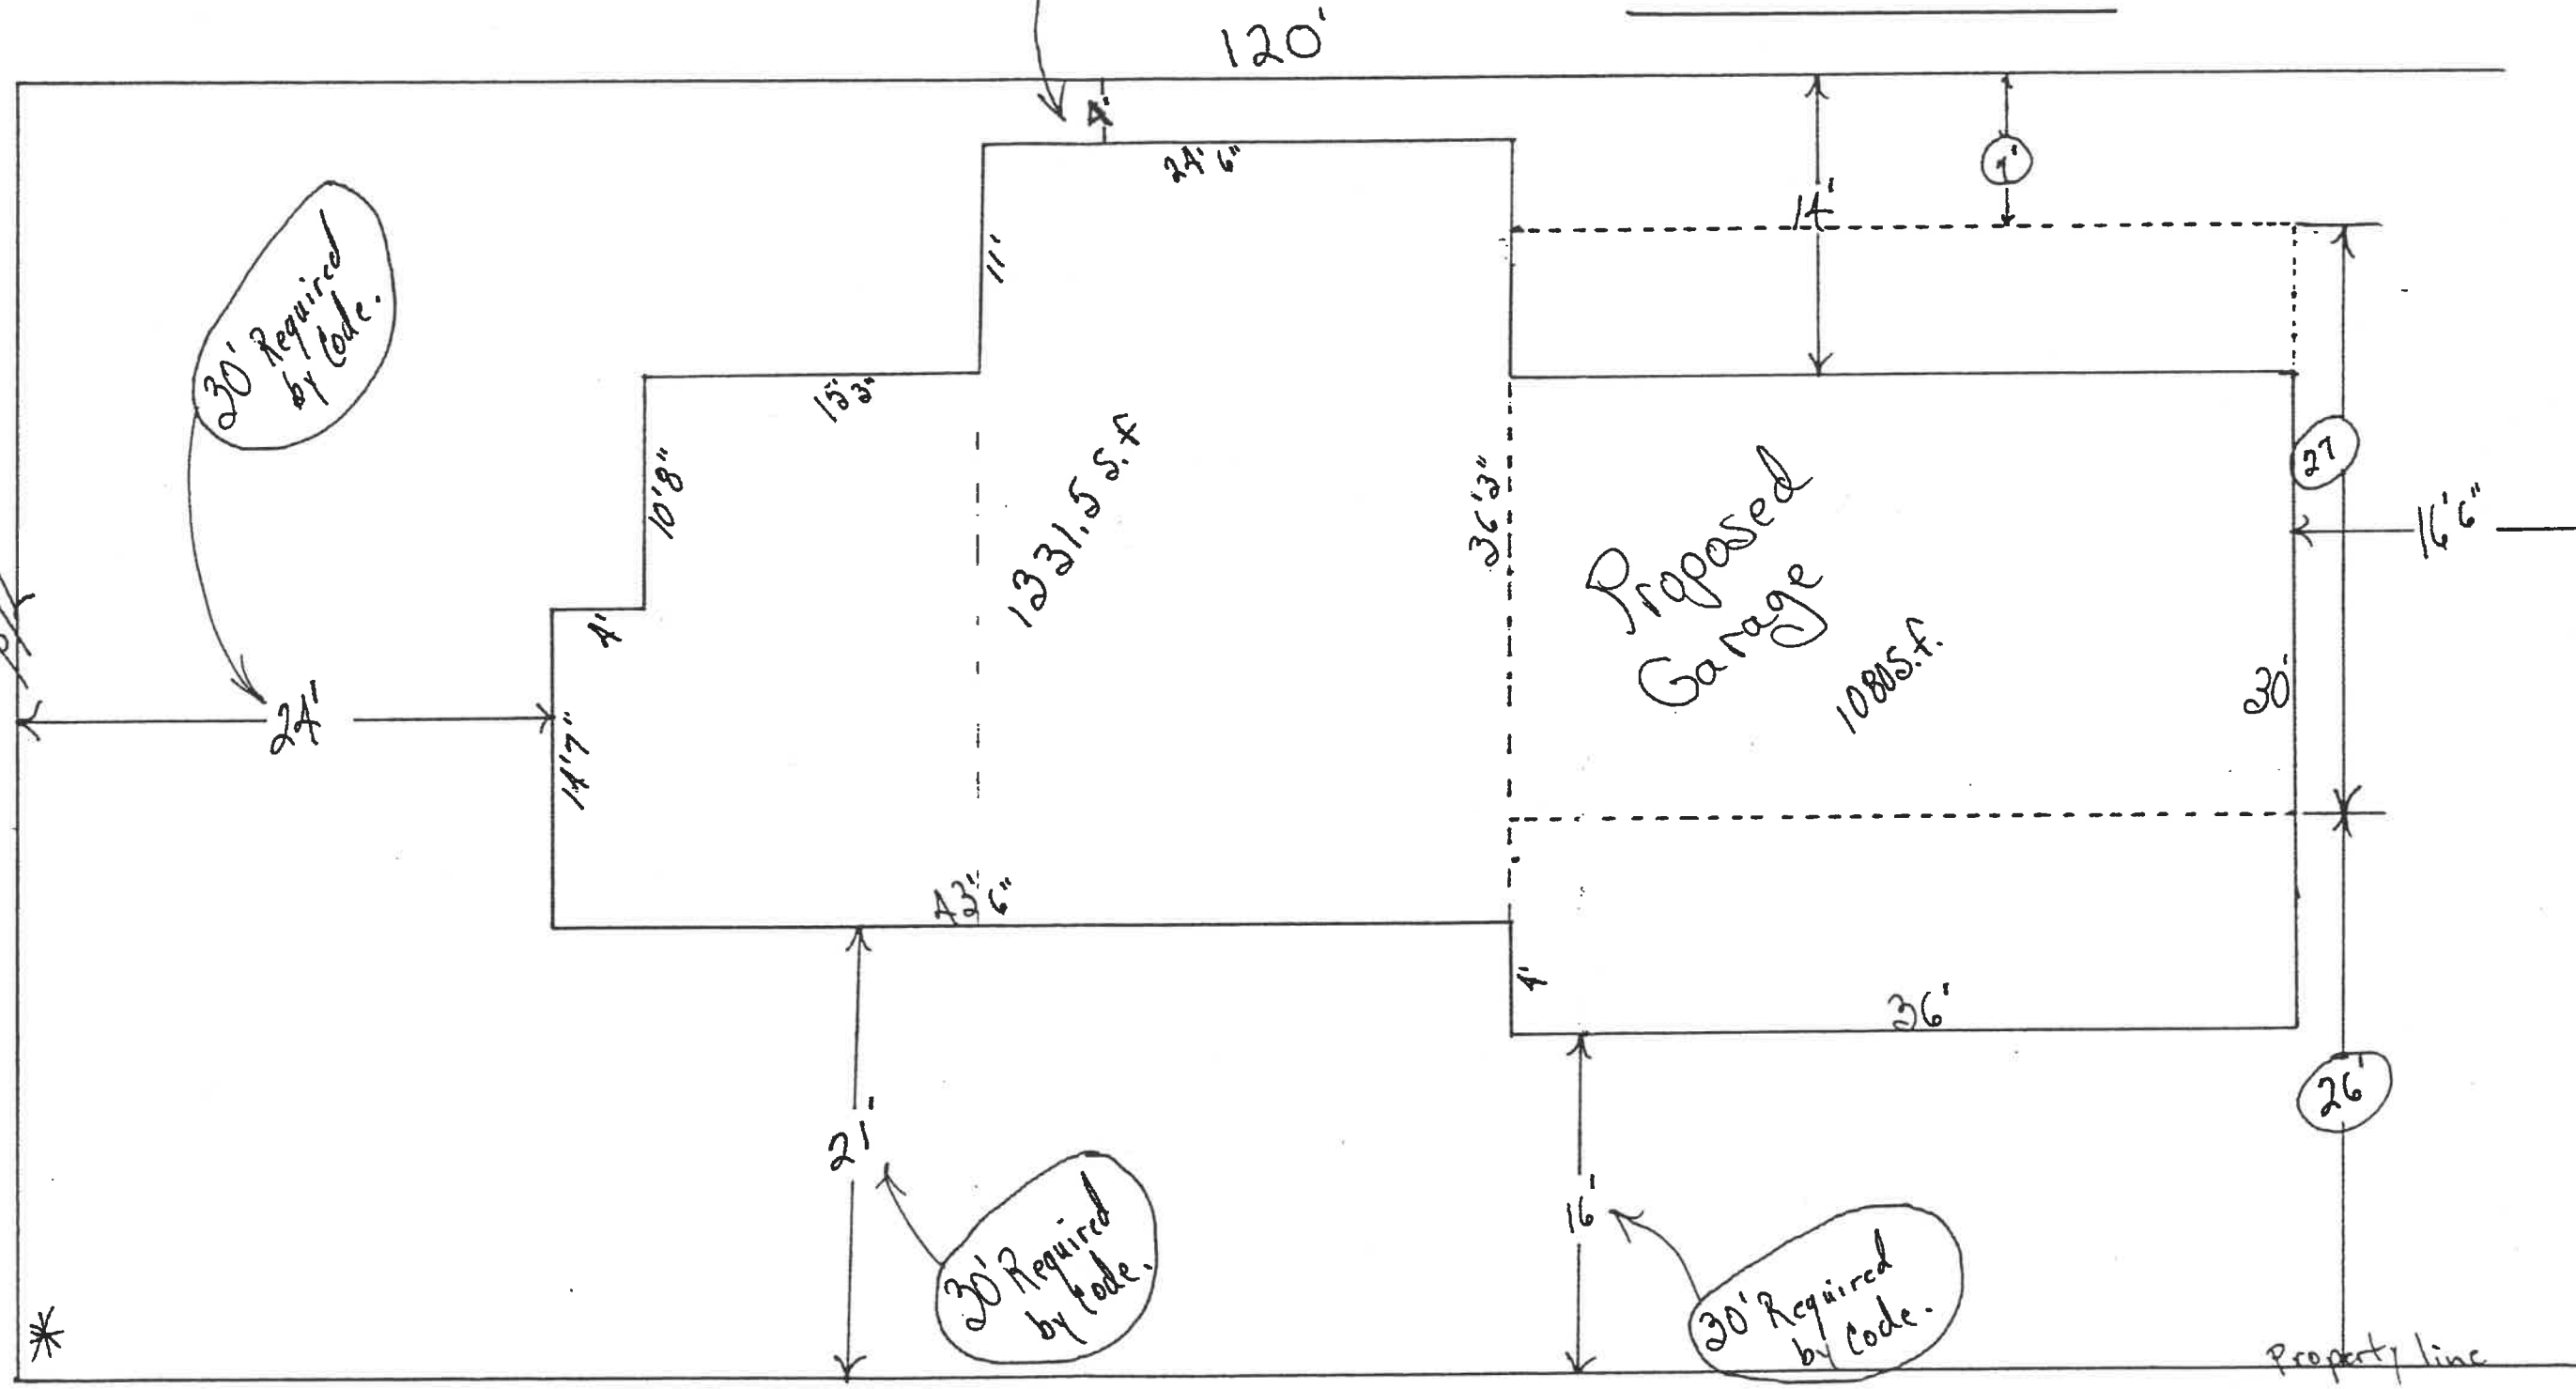 120'
4'
24'6"
7'
14'
11'
30' Required
by Code.
15'3"
27
10'8"
1331.5 S.f
36'3"
Proposed
Garage
1080 S.f.
16'6"
4'
30'
24'
14'7"
43'6"
4'
36'
26'
21'
30' Required
by Code.
16'
30' Required
by Code.
*
Property line